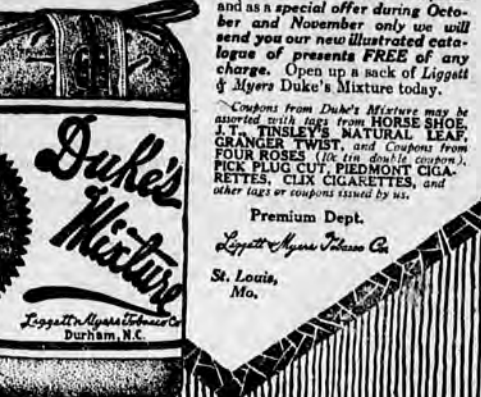 and as a special offer during Octo-
ber and November only we will
send you our new illustrated cata-
logue of presents FREE of any
charge. Open up a sack of Liggett
& Myers Duke's Mixture today.
Coupons from Duke's Mixture may be
assorted with tags from HORSE SHOE,
J. T., TINSLEY'S NATURAL LEAF,
GRANGER TWIST, and Coupons from
FOUR ROSES (10c tin double coupon),
PICK PLUG CUT, PIEDMONT CIGA-
RETTES, CLIX CIGARETTES, and
other tags or coupons issued by us.
Premium Dept.
Liggett & Myers Tobacco Co.
St. Louis,
Mo.
Duke's
Mixture
Liggett & Myers Tobacco Co
Durham, N.C.